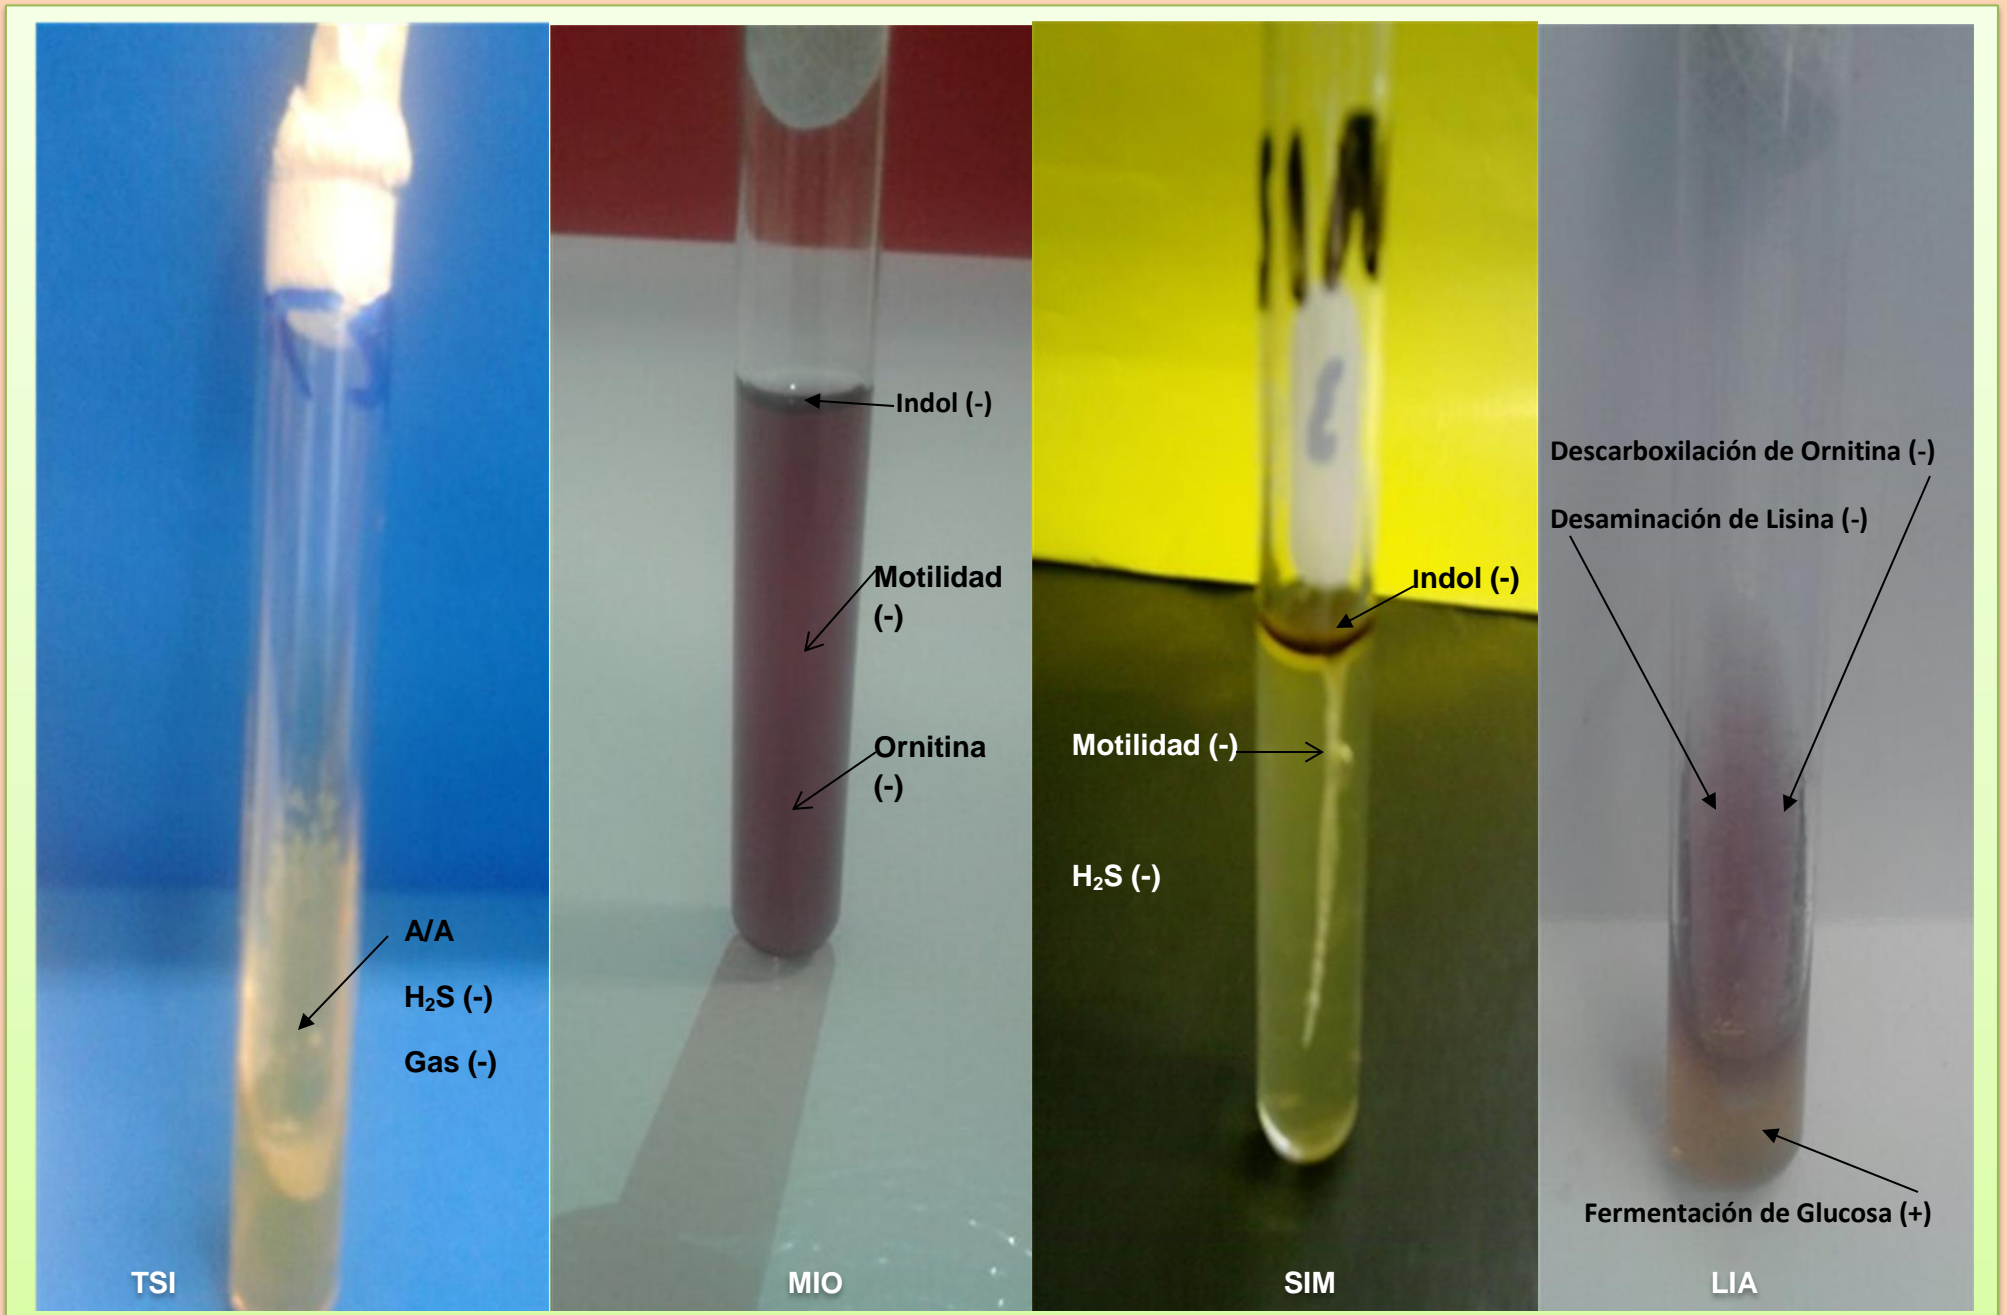 A/A
H₂S (-)
Gas (-)
TSI
Indol (-)
Motilidad
(-)
Ornitina
(-)
MIO
Indol (-)
Motilidad (-)
H₂S (-)
SIM
Descarboxilación de Ornitina (-)
Desaminación de Lisina (-)
Fermentación de Glucosa (+)
LIA